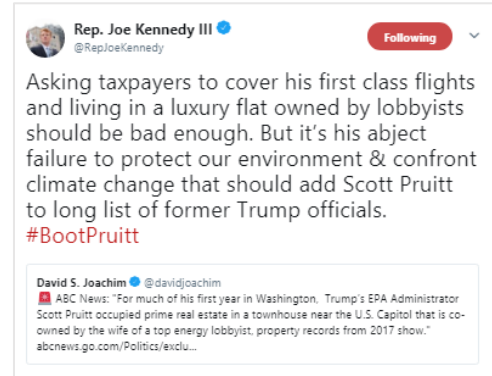 Rep. Joe Kennedy III
@RepJoeKennedy
Following
Asking taxpayers to cover his first class flights
and living in a luxury flat owned by lobbyists
should be bad enough. But it's his abject
failure to protect our environment & confront
climate change that should add Scott Pruitt
to long list of former Trump officials.
#BootPruitt
David S. Joachim @davidjoachim
🚨 ABC News: "For much of his first year in Washington, Trump's EPA Administrator
Scott Pruitt occupied prime real estate in a townhouse near the U.S. Capitol that is co-
owned by the wife of a top energy lobbyist, property records from 2017 show."
abcnews.go.com/Politics/exclu...